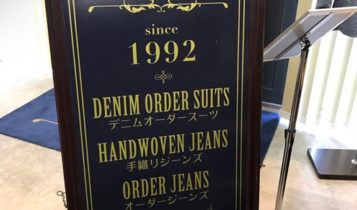 since
1992
DENIM ORDER SUITS
デニムオーダースーツ
HANDWOVEN JEANS
手織りジーンズ
ORDER JEANS
オーダージーンズ